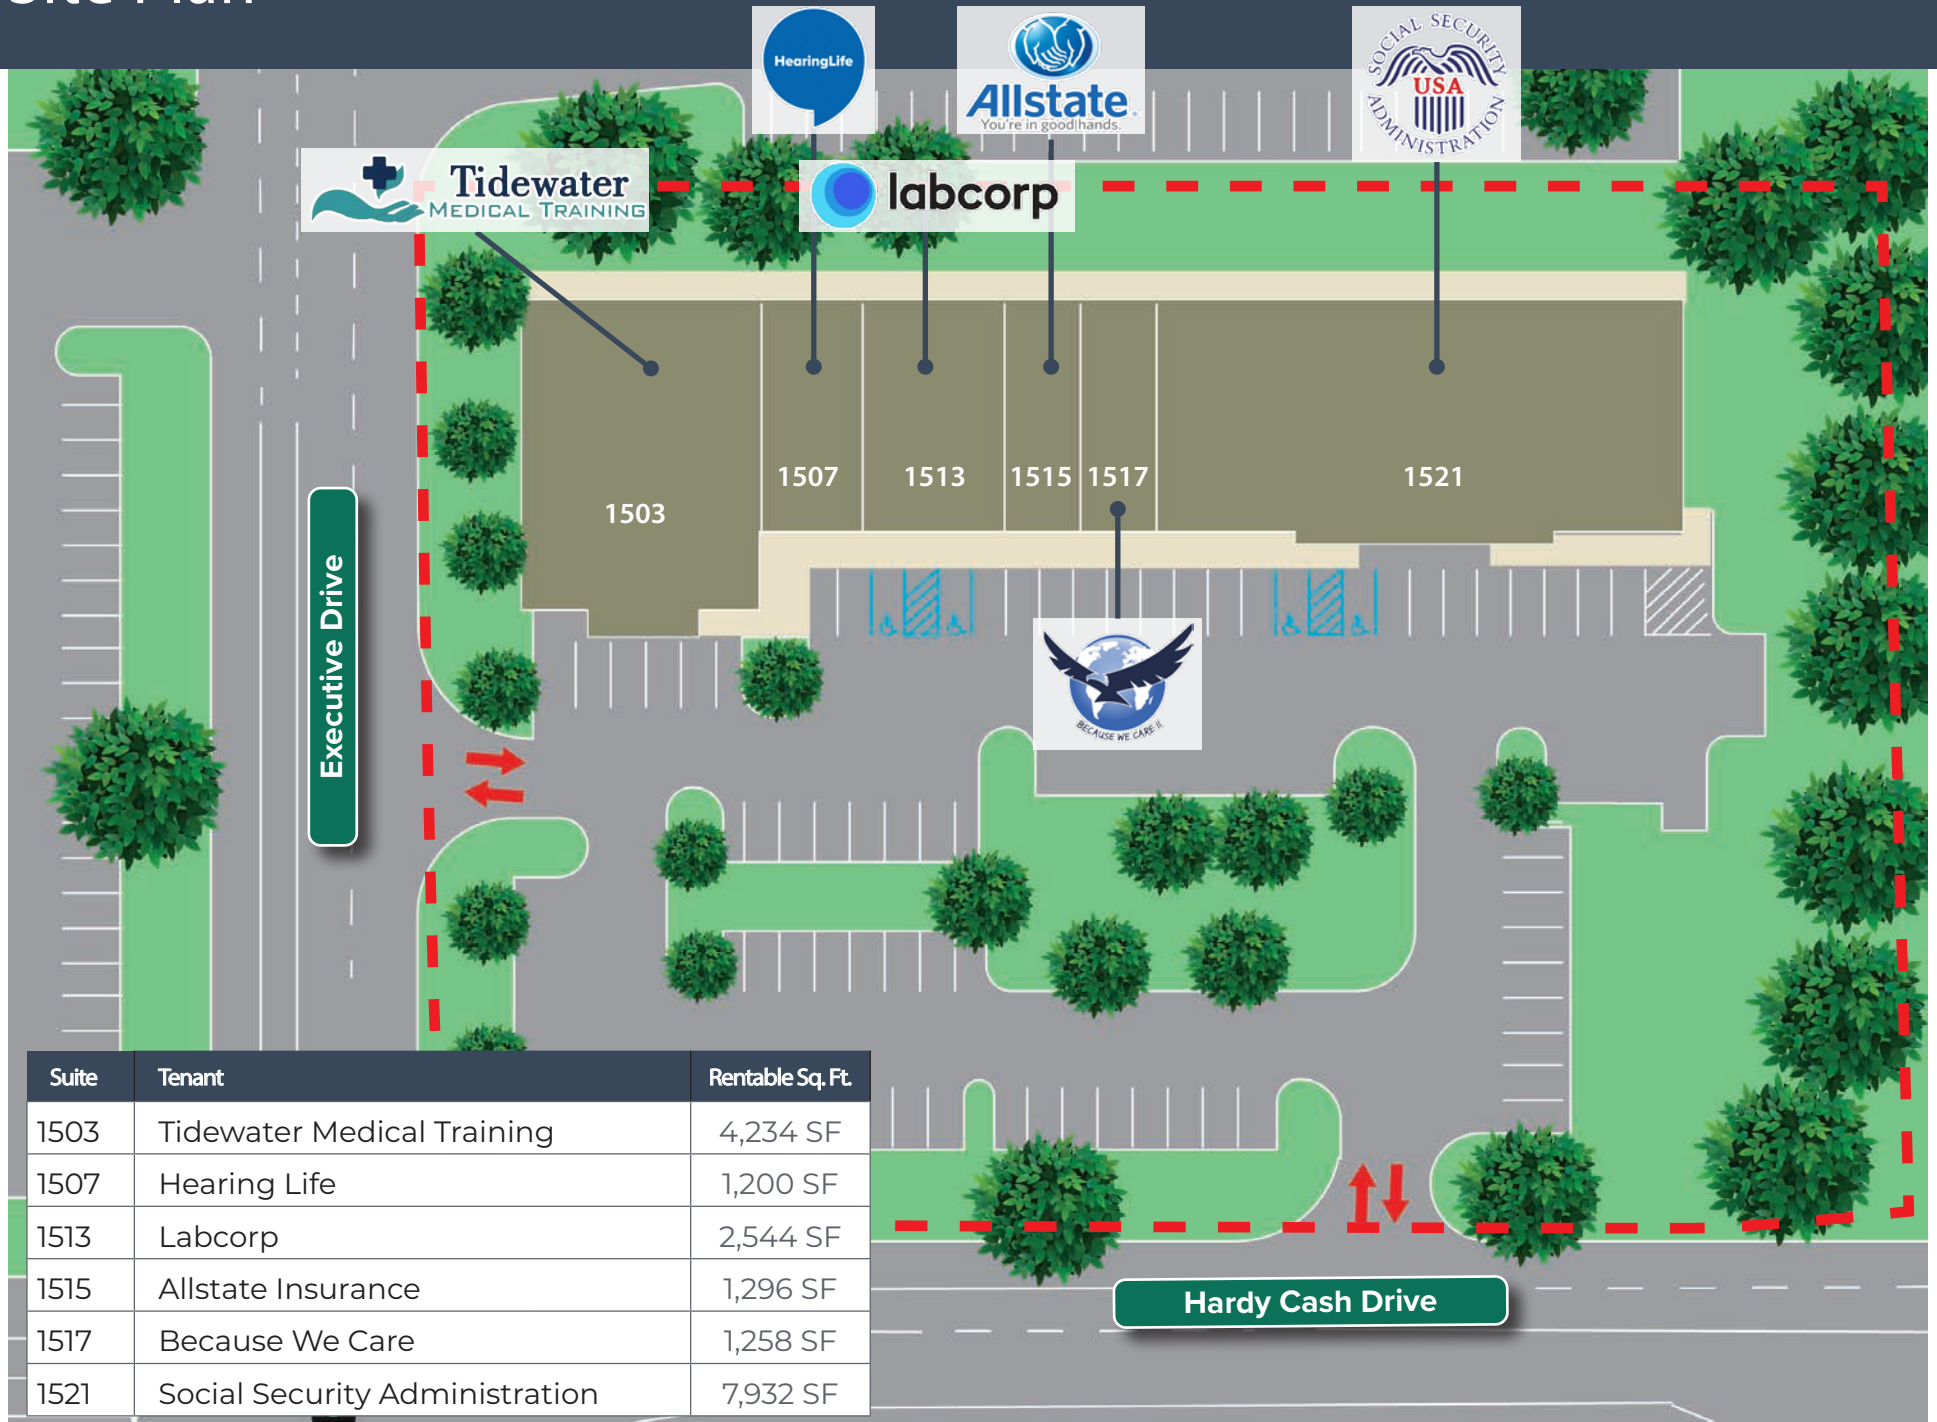 Site Plan
HearingLife
Allstate
You're in good hands.
SOCIAL SECURITY
USA
ADMINISTRATION
Tidewater
MEDICAL TRAINING
labcorp
1503
1507
1513
1515
1517
1521
Executive Drive
BECAUSE WE CARE II
Suite Tenant Rentable Sq. Ft.
1503 Tidewater Medical Training 4,234 SF
1507 Hearing Life 1,200 SF
1513 Labcorp 2,544 SF
1515 Allstate Insurance 1,296 SF
1517 Because We Care 1,258 SF
1521 Social Security Administration 7,932 SF
Hardy Cash Drive